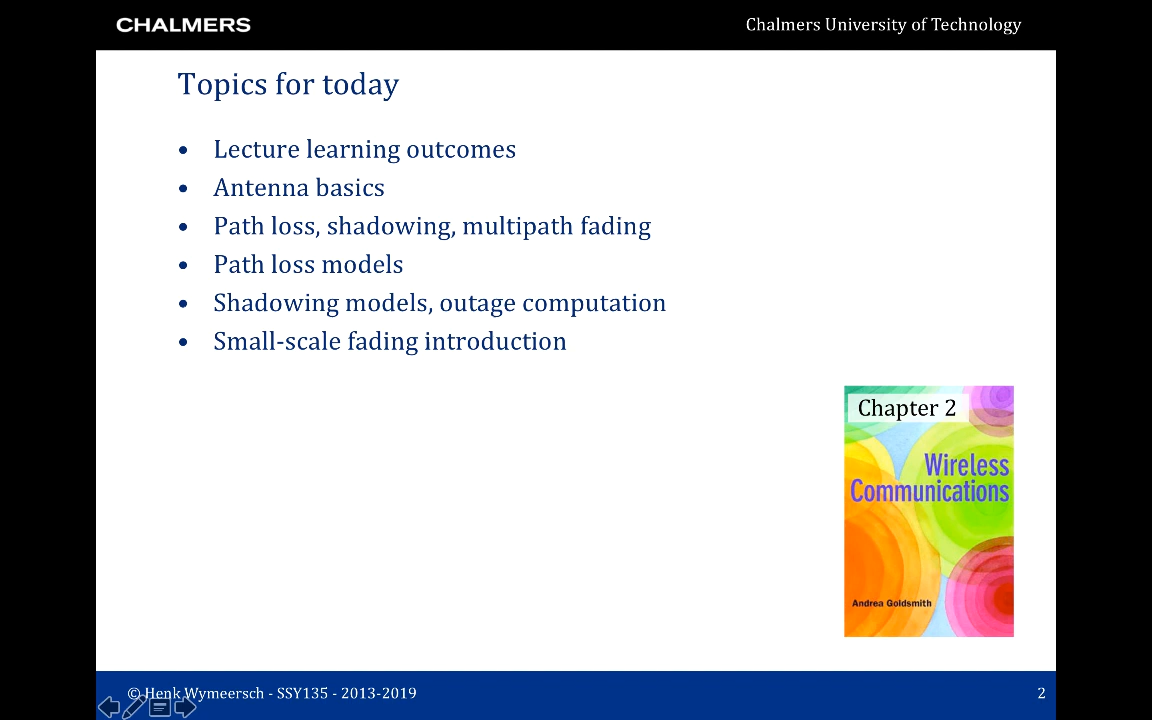 CHALMERS
Chalmers University of Technology
Topics for today
• Lecture learning outcomes
• Antenna basics
• Path loss, shadowing, multipath fading
• Path loss models
• Shadowing models, outage computation
• Small-scale fading introduction
Chapter 2
Wireless
Communications
Andrea Goldsmith
© Henk Wymeersch - SSY135 - 2013-2019
2